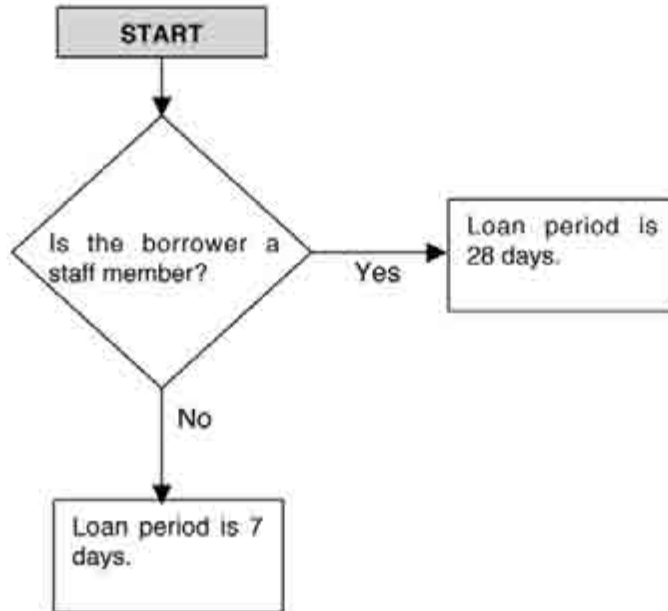 START
Is the borrower a
staff member?
Yes
Loan period is
28 days.
No
Loan period is 7
days.